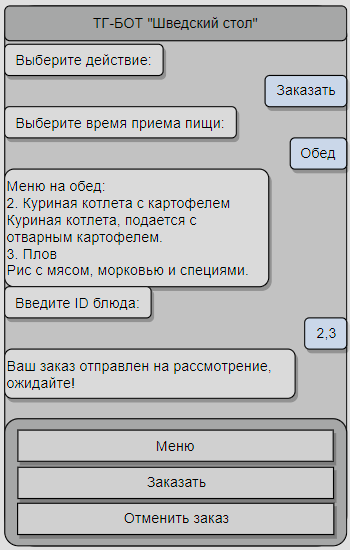 ТГ-БОТ "Шведский стол"
Выберите действие:
Заказать
Выберите время приема пищи:
Обед
Меню на обед:
2. Куриная котлета с картофелем
Куриная котлета, подается с
отварным картофелем.
3. Плов
Рис с мясом, морковью и специями.
Введите ID блюда:
2,3
Ваш заказ отправлен на рассмотрение,
ожидайте!
Меню
Заказать
Отменить заказ